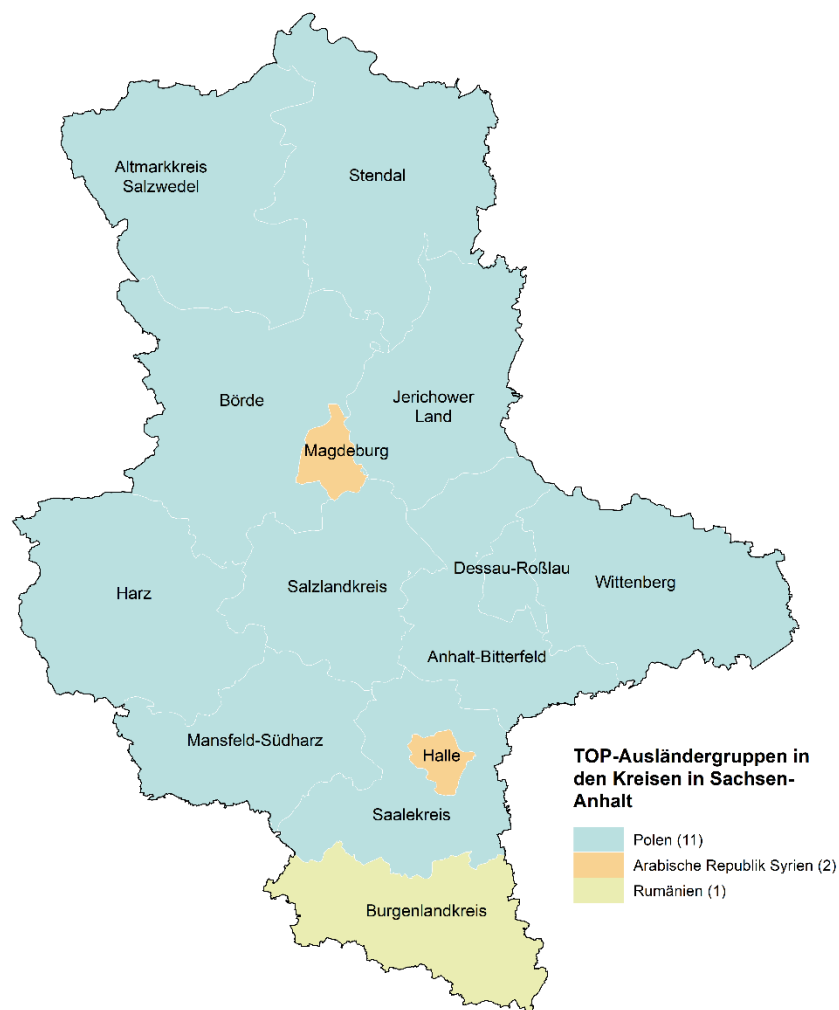 Altmarkkreis
Salzwedel
Stendal
Börde
Jerichower
Land
Magdeburg
Dessau-Roßlau
Wittenberg
Harz
Salzlandkreis
Anhalt-Bitterfeld
Mansfeld-Südharz
Halle
Saalekreis
Burgenlandkreis
TOP-Ausländergruppen in
den Kreisen in Sachsen-
Anhalt
Polen (11)
Arabische Republik Syrien (2)
Rumänien (1)